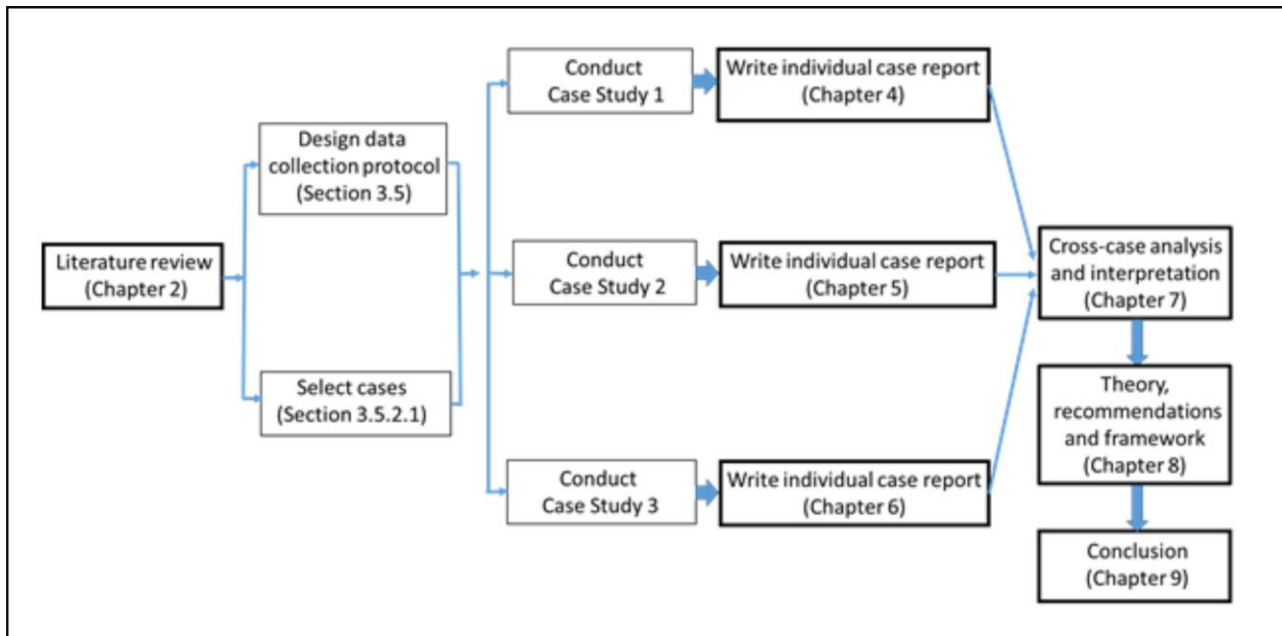 Literature review
(Chapter 2)
Design data
collection protocol
(Section 3.5)
Select cases
(Section 3.5.2.1)
Conduct
Case Study 1
Write individual case report
(Chapter 4)
Conduct
Case Study 2
Write individual case report
(Chapter 5)
Conduct
Case Study 3
Write individual case report
(Chapter 6)
Cross-case analysis
and interpretation
(Chapter 7)
Theory,
recommendations
and framework
(Chapter 8)
Conclusion
(Chapter 9)